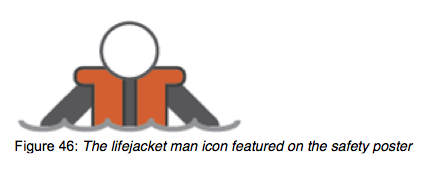 Figure 46: The lifejacket man icon featured on the safety poster